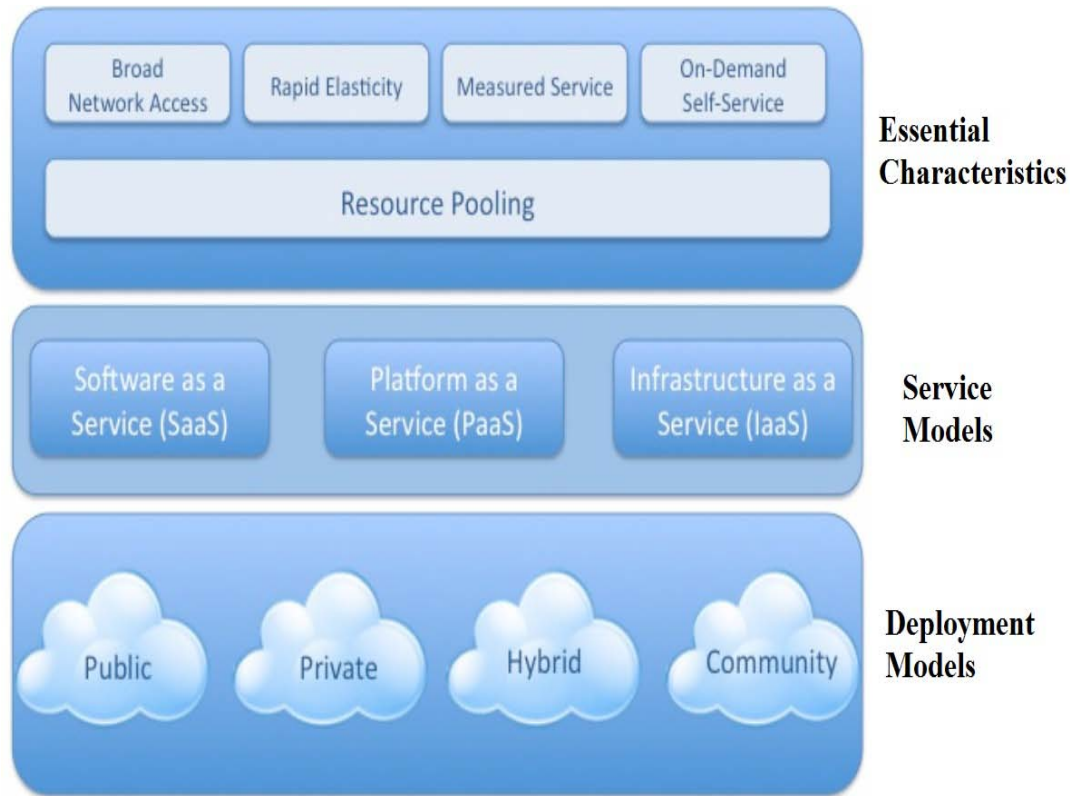 Broad
Network Access
Rapid Elasticity
Measured Service
On-Demand
Self-Service
Resource Pooling
Essential
Characteristics
Software as a
Service (SaaS)
Platform as a
Service (PaaS)
Infrastructure as a
Service (IaaS)
Service
Models
Public
Private
Hybrid
Community
Deployment
Models